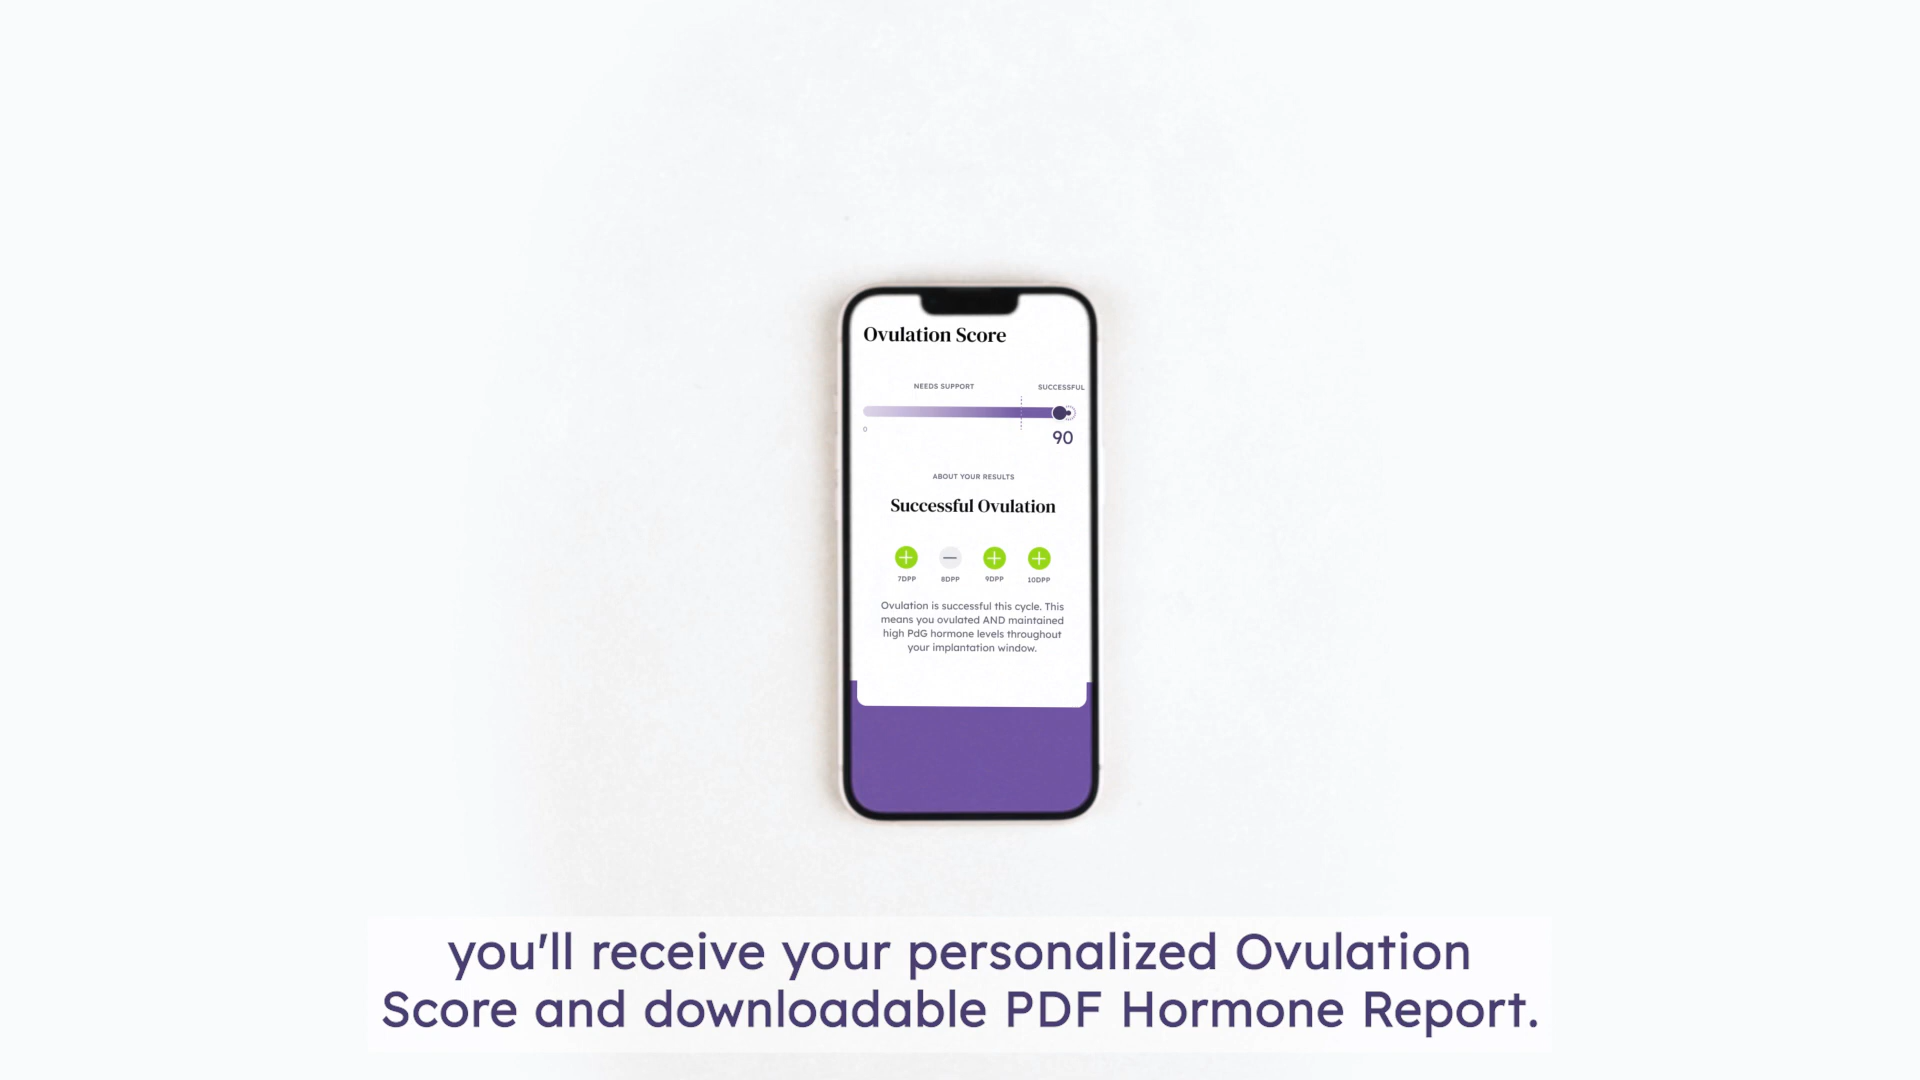 Ovulation Score
NEEDS SUPPORT SUCCESSFUL
0
90
ABOUT YOUR RESULTS
Successful Ovulation
7DPP 8DPP 9DPP 10DPP
Ovulation is successful this cycle. This
means you ovulated AND maintained
high PdG hormone levels throughout
your implantation window.
you'll receive your personalized Ovulation
Score and downloadable PDF Hormone Report.